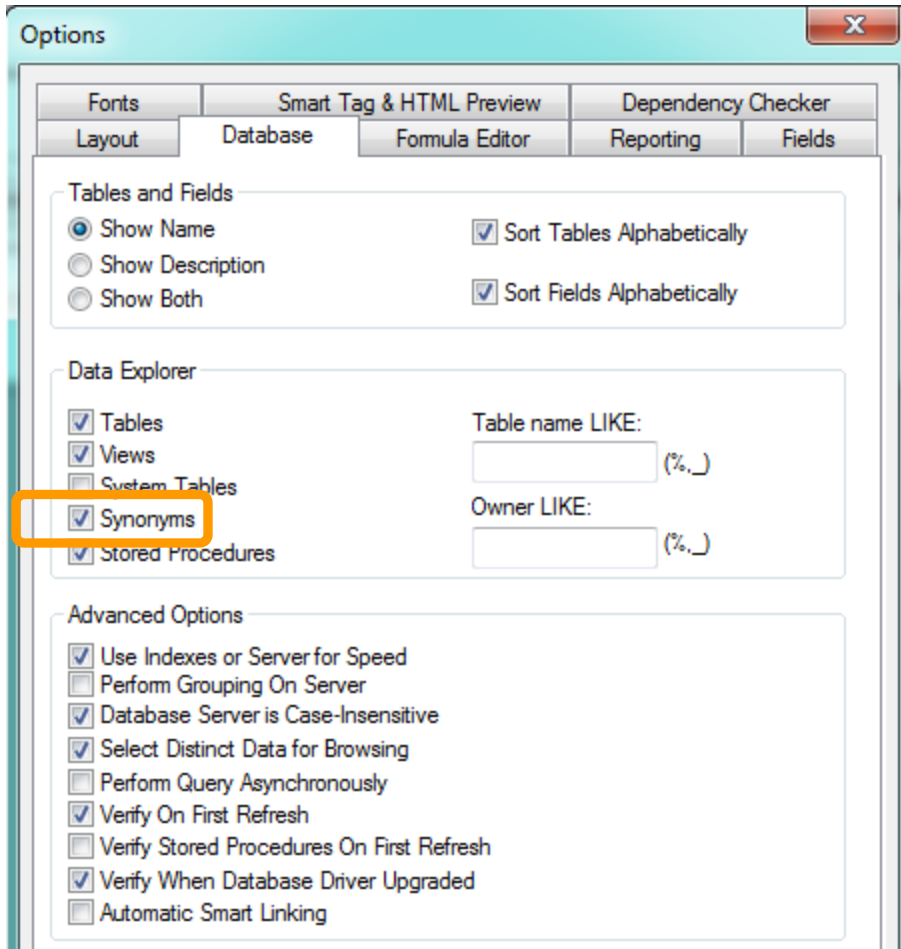 Options
Fonts Smart Tag & HTML Preview Dependency Checker
Layout Database Formula Editor Reporting Fields
Tables and Fields
Show Name
Sort Tables Alphabetically
Show Description
Show Both
Sort Fields Alphabetically
Data Explorer
Tables
Views
System Tables
Synonyms
Stored Procedures
Table name LIKE:
(%,_)
Owner LIKE:
(%,_)
Advanced Options
Use Indexes or Server for Speed
Perform Grouping On Server
Database Server is Case-Insensitive
Select Distinct Data for Browsing
Perform Query Asynchronously
Verify On First Refresh
Verify Stored Procedures On First Refresh
Verify When Database Driver Upgraded
Automatic Smart Linking